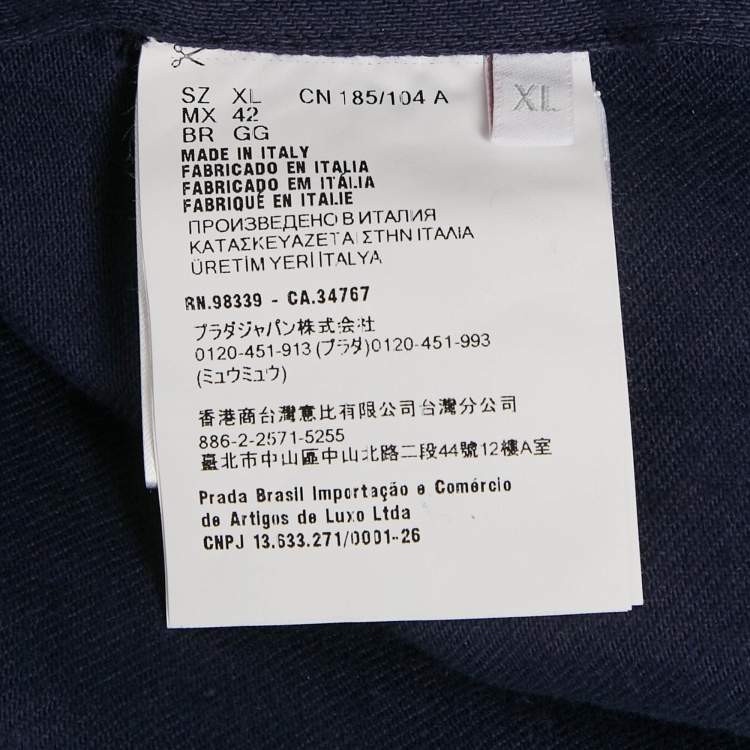 SZ XL CN 185/104 A
XL
MX 42
BR GG
MADE IN ITALY
FABRICADO EN ITALIA
FABRICADO EM ITÁLIA
FABRIQUÉ EN ITALIE
ПРОИЗВЕДЕНО В ИТАЛИЯ
ΚΑΤΑΣΚΕΥΑΖΕΤΑΙ ΣΤΗΝ ΙΤΑΛΙΑ
ÜRETİM YERİ İTALYA
RN.98339 - CA.34767
プラダジャパン株式会社
0120-451-913 (プラダ)0120-451-993
(ミュウミュウ)
香港商台灣意比有限公司台灣分公司
886-2-2571-5255
臺北市中山區中山北路二段44號12樓A室
Prada Brasil Importação e Comércio
de Artigos de Luxo Ltda
CNPJ 13.633.271/0001-26